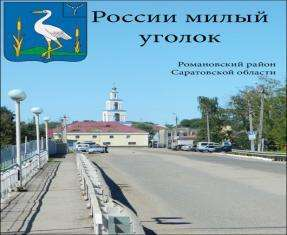 России милый
уголок
Романовский район
Саратовской области